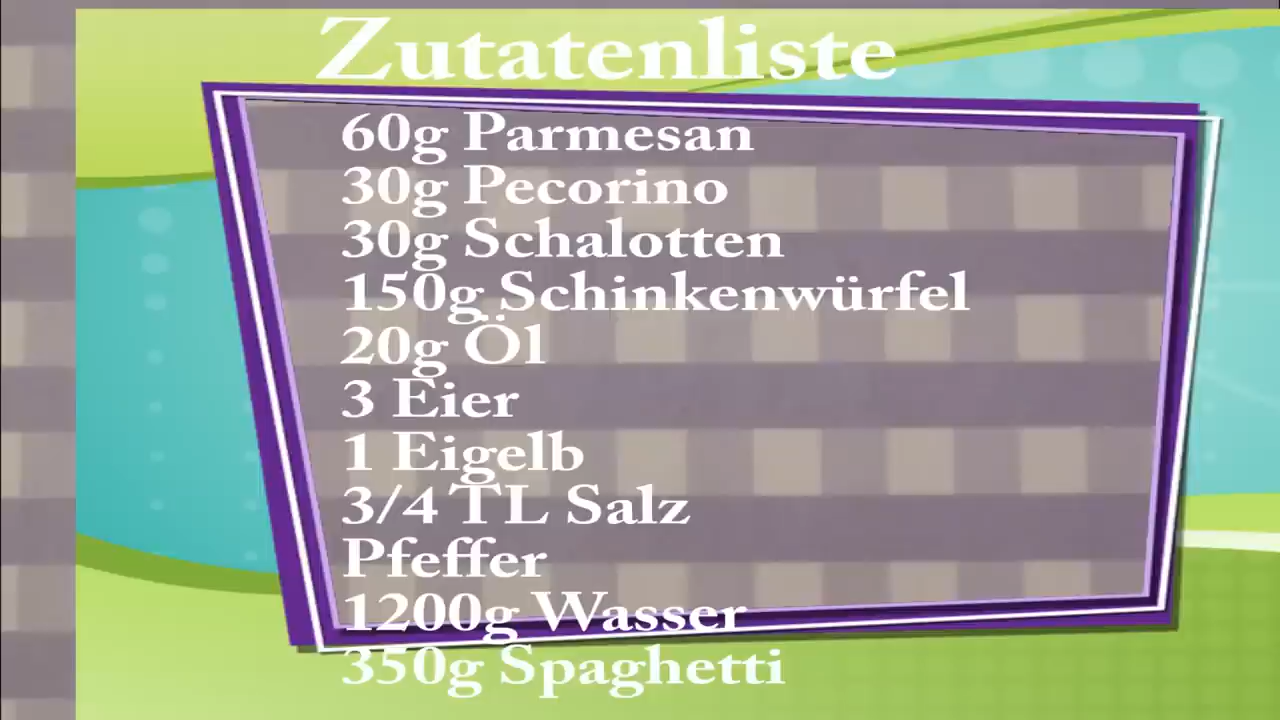 Zutatenliste
60g Parmesan
30g Pecorino
30g Schalotten
150g Schinkenwürfel
20g Öl
3 Eier
1 Eigelb
3/4 TL Salz
Pfeffer
1200g Wasser
350g Spaghetti